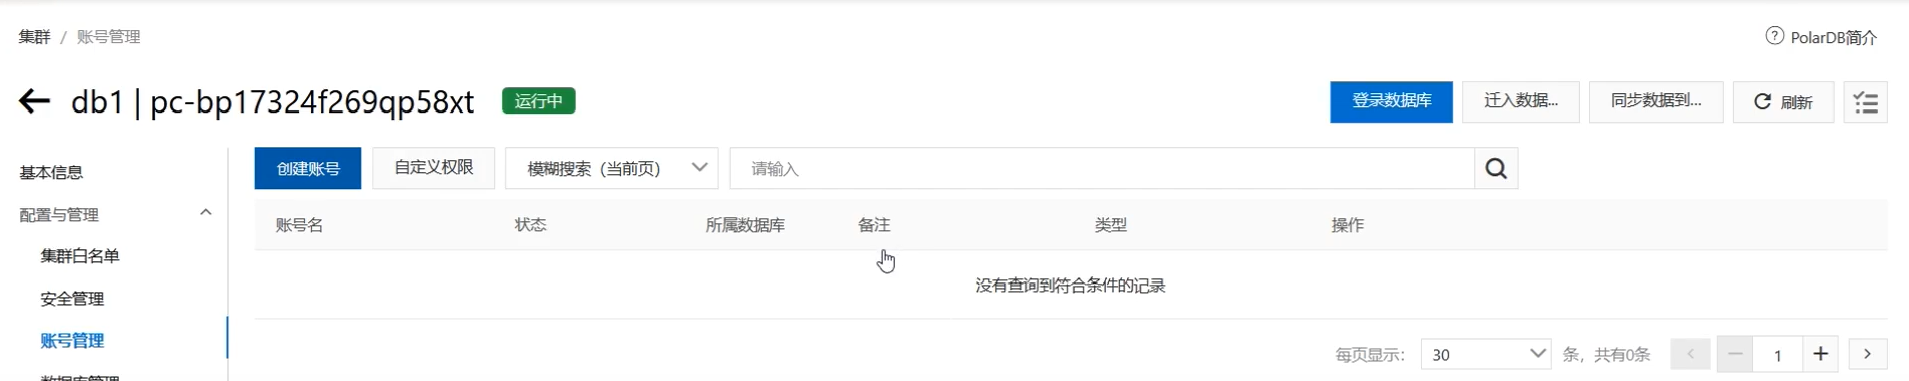 集群 / 账号管理
PolarDB简介
db1 | pc-bp17324f269qp58xt 运行中
登录数据库 迁入数据... 同步数据到... 刷新
基本信息
配置与管理
集群白名单
安全管理
账号管理
数据库管理
创建账号 自定义权限 模糊搜索（当前页） 请输入
账号名 状态 所属数据库 备注 类型 操作
没有查询到符合条件的记录
每页显示： 30 条，共有0条 1